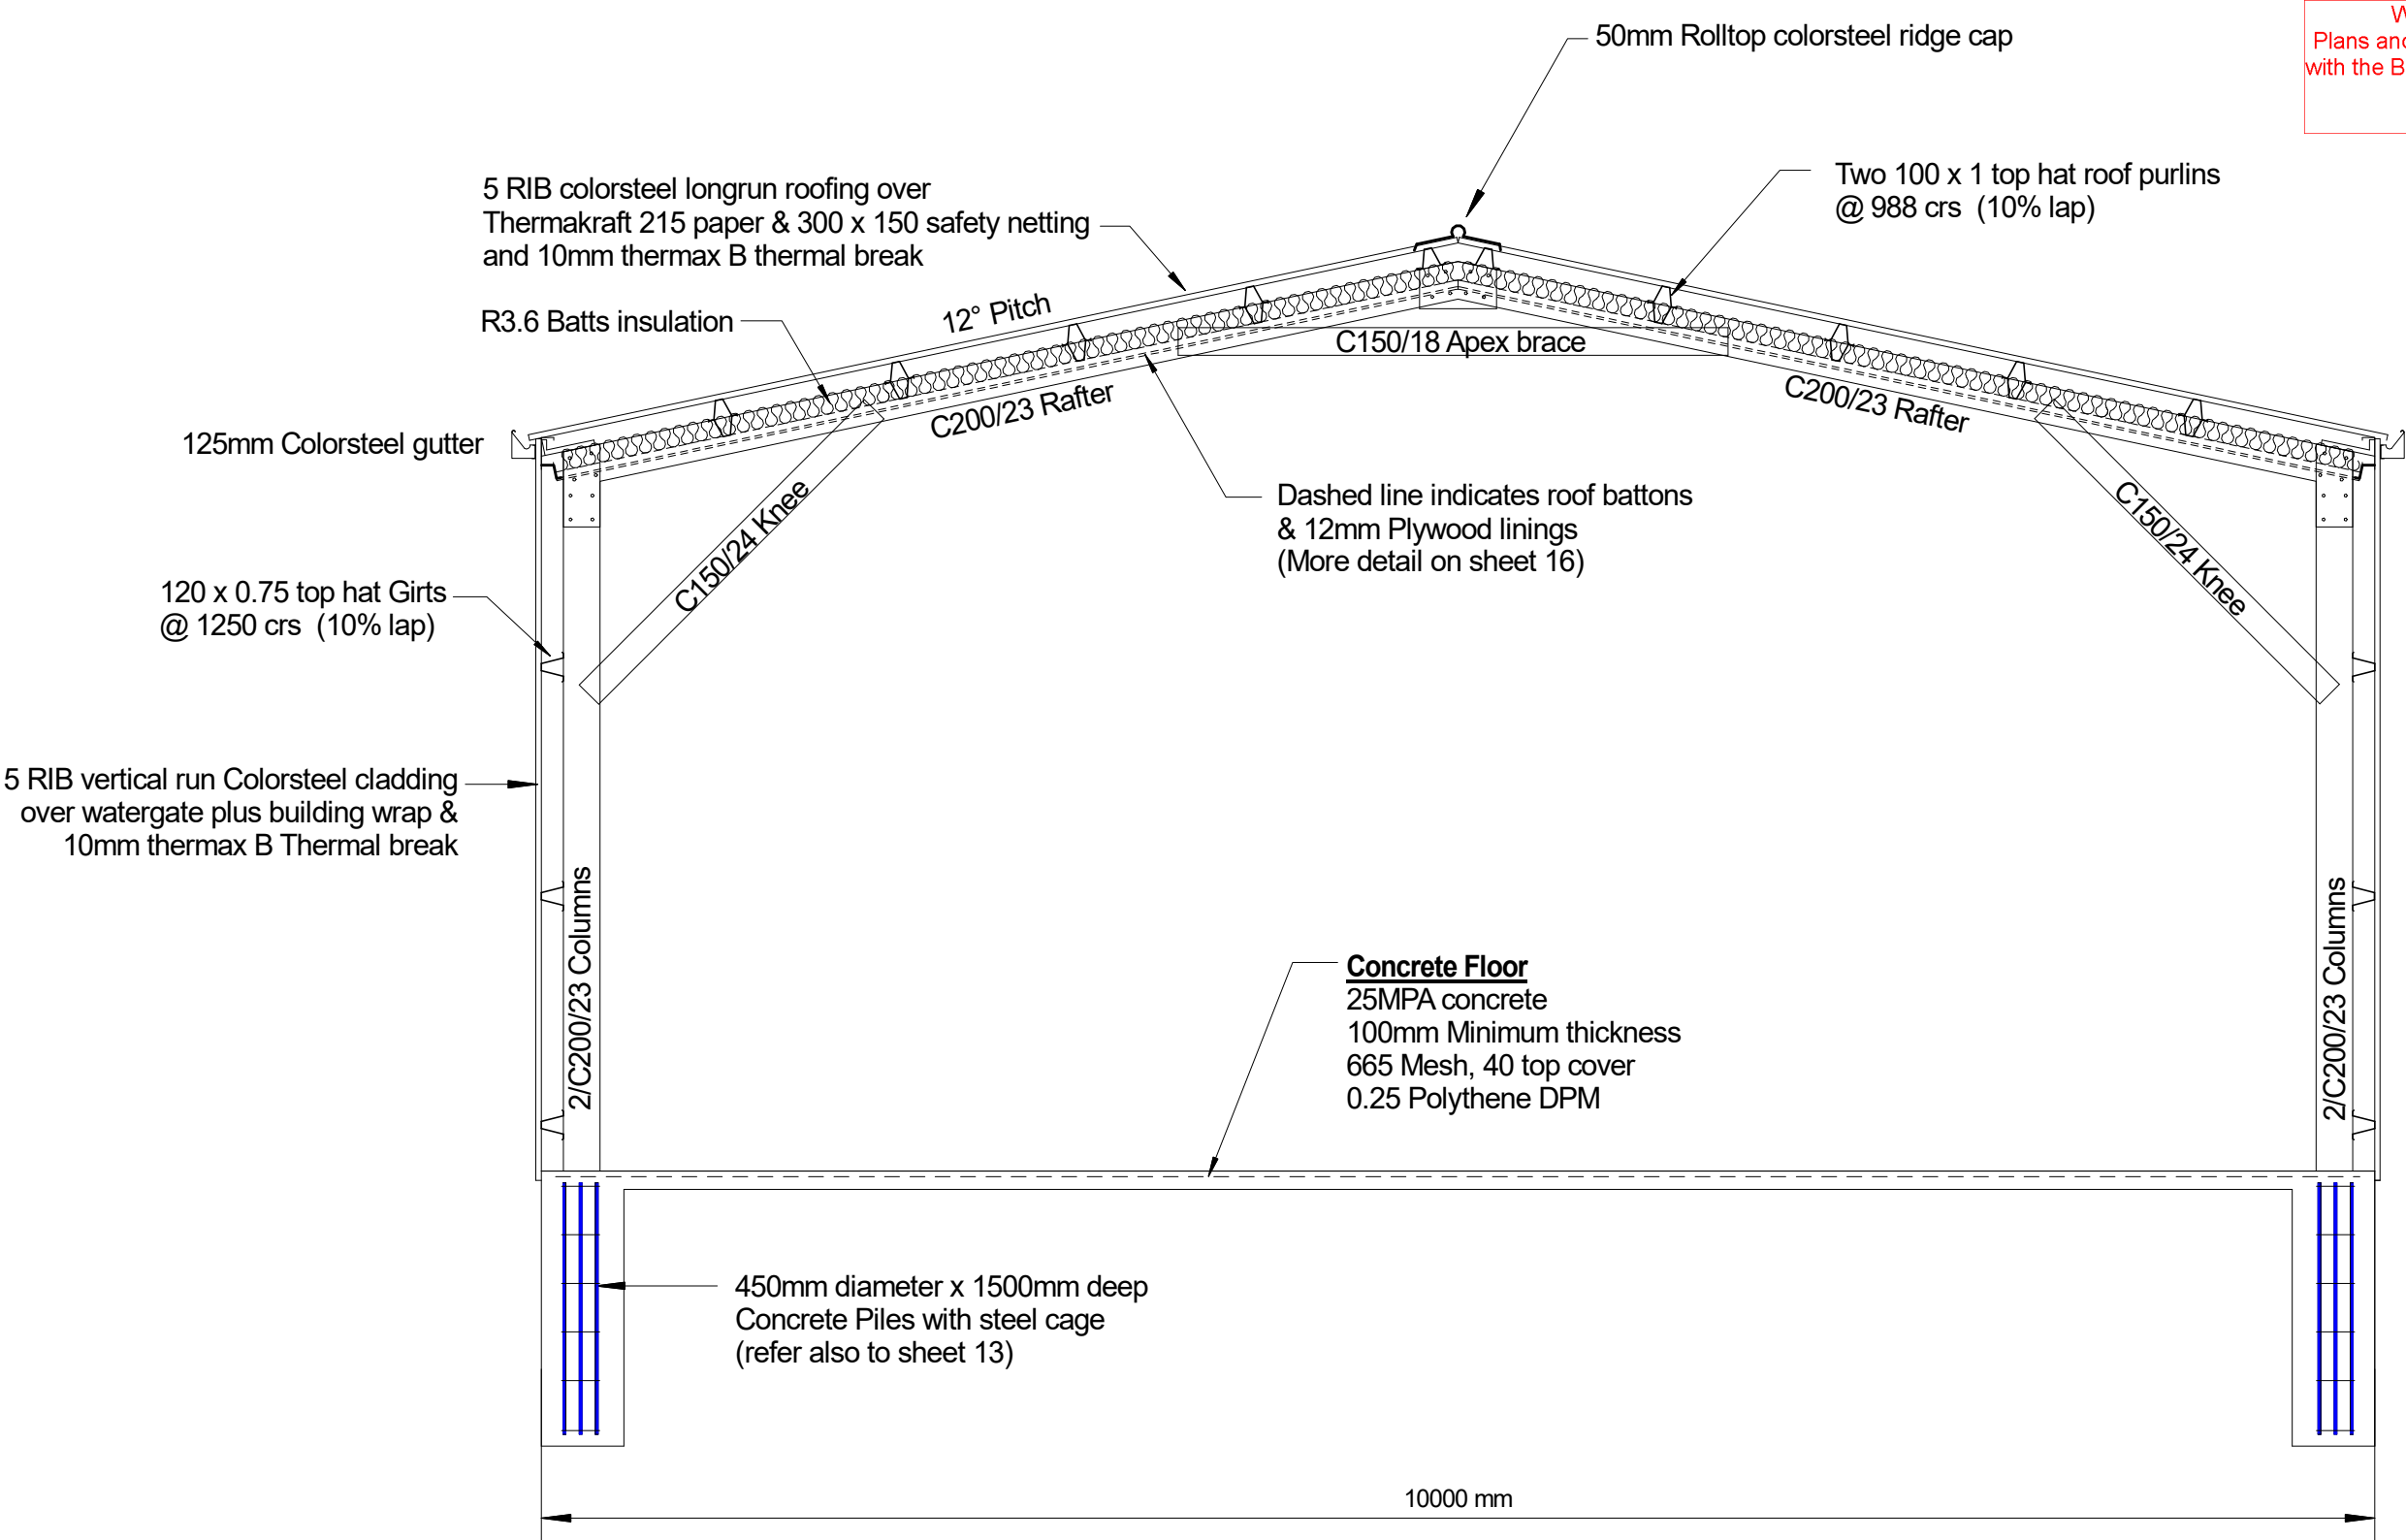 50mm Rolltop colorsteel ridge cap
Plans and
with the B
5 RIB colorsteel longrun roofing over
Thermakraft 215 paper & 300 x 150 safety netting
and 10mm thermax B thermal break
Two 100 x 1 top hat roof purlins
@ 988 crs (10% lap)
R3.6 Batts insulation
12° Pitch
C150/18 Apex brace
C200/23 Rafter
C200/23 Rafter
125mm Colorsteel gutter
C150/24 Knee
C150/24 Knee
Dashed line indicates roof battons
& 12mm Plywood linings
(More detail on sheet 16)
120 x 0.75 top hat Girts
@ 1250 crs (10% lap)
5 RIB vertical run Colorsteel cladding
over watergate plus building wrap &
10mm thermax B Thermal break
2/C200/23 Columns
2/C200/23 Columns
Concrete Floor
25MPA concrete
100mm Minimum thickness
665 Mesh, 40 top cover
0.25 Polythene DPM
450mm diameter x 1500mm deep
Concrete Piles with steel cage
(refer also to sheet 13)
10000 mm